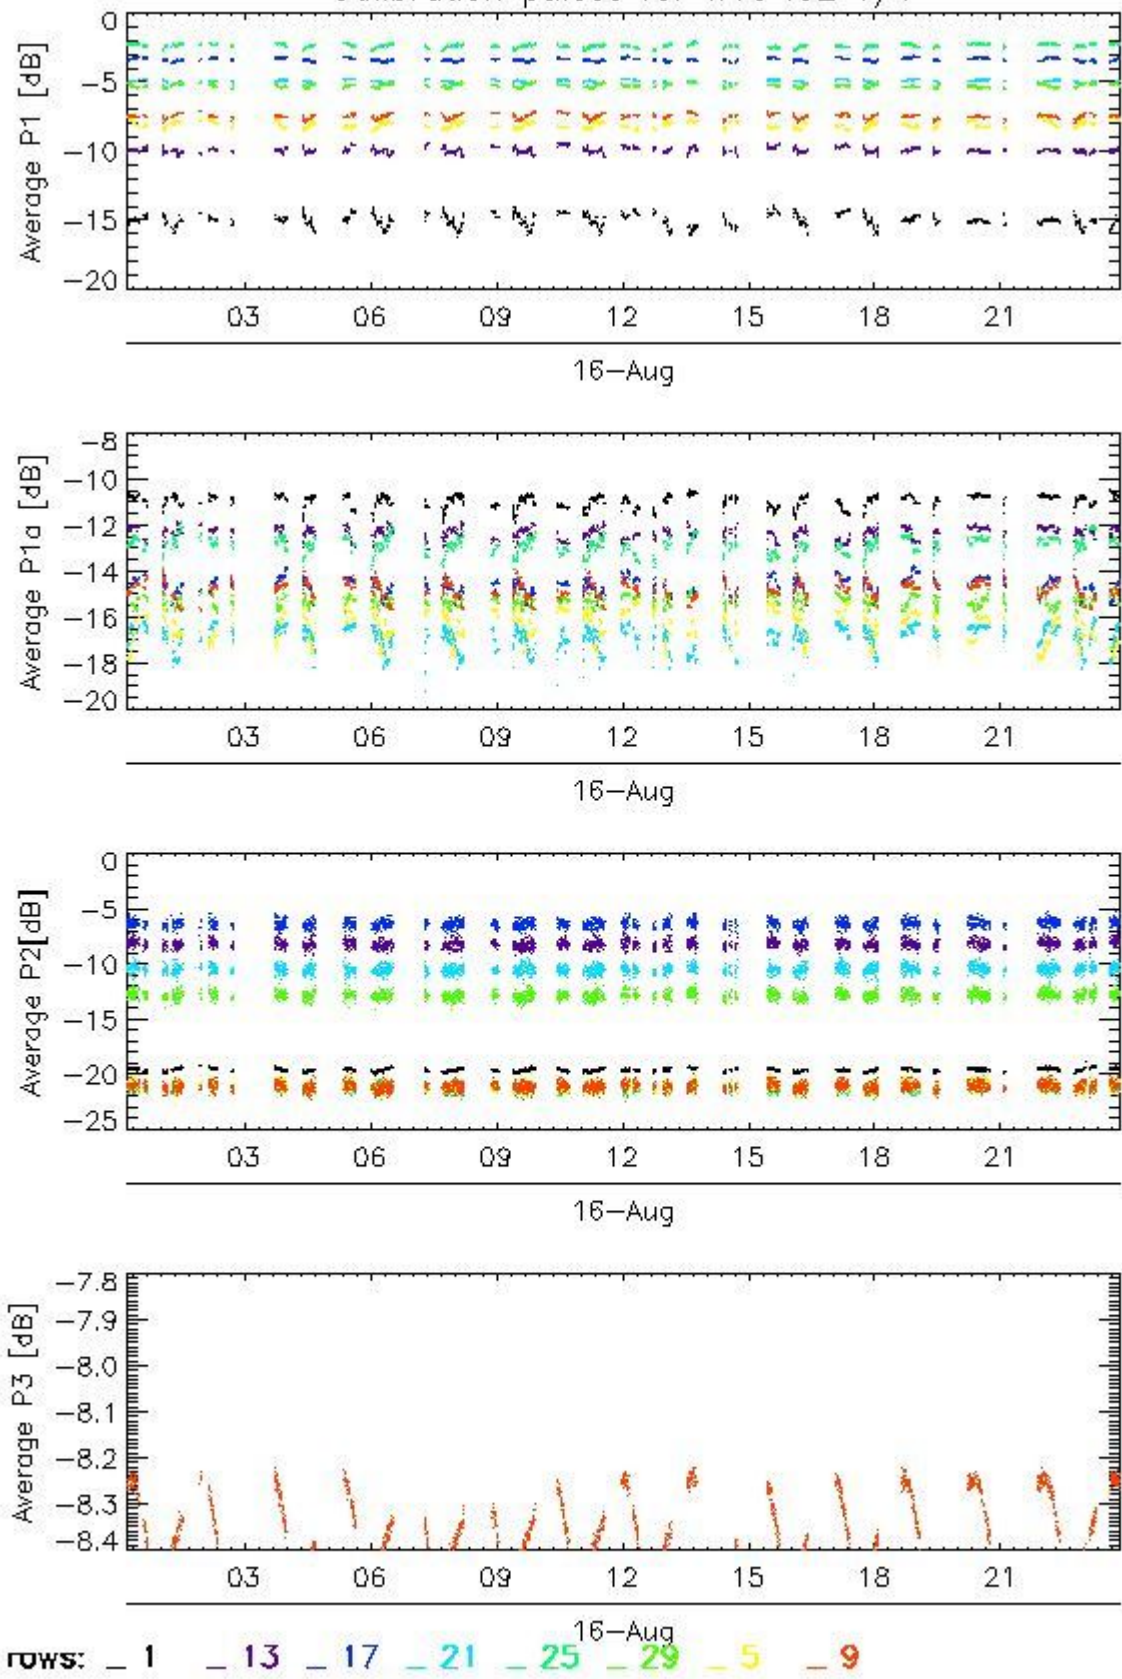 0
−5
−10
−15
−20
Average P1 [dB]
03 06 09 12 15 18 21
16−Aug
−8
−10
−12
−14
−16
−18
−20
Average P1a [dB]
03 06 09 12 15 18 21
16−Aug
0
−5
−10
−15
−20
−25
Average P2[dB]
03 06 09 12 15 18 21
16−Aug
−7.8
−7.9
−8.0
−8.1
−8.2
−8.3
−8.4
Average P3 [dB]
03 06 09 12 15 18 21
16−Aug
rows: _ 1 _ 13 _ 17 _ 21 _ 25 _ 29 _ 5 _ 9